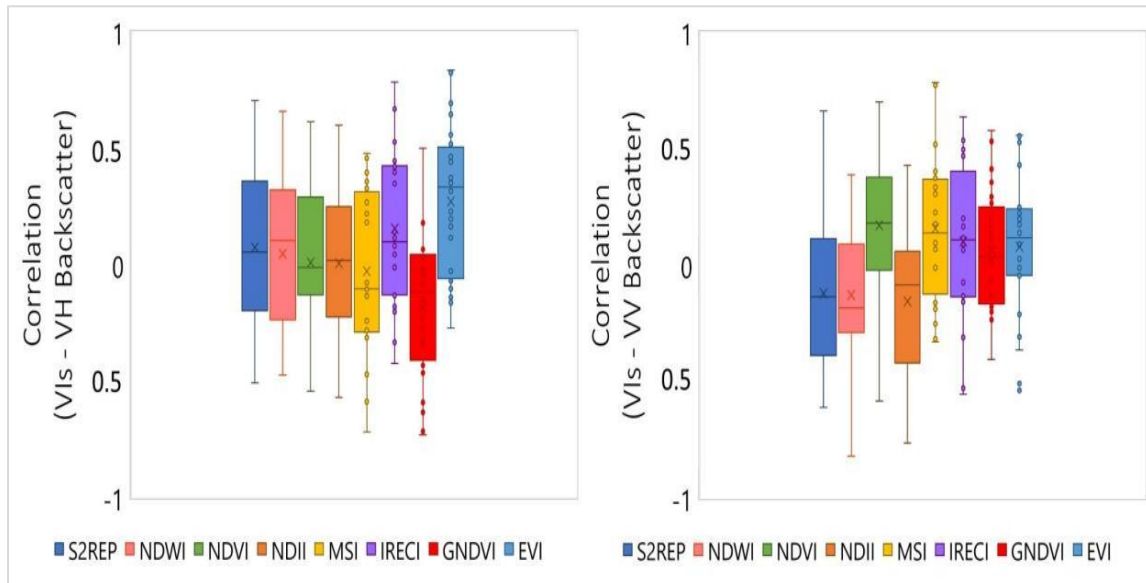 Correlation
(VIs - VH Backscatter)
1
0.5
0
0.5
-1
S2REP NDWI NDVI NDII MSI IRECI GNDVI EVI
Correlation
(VIs - VV Backscatter)
1
0.5
0
0.5
-1
S2REP NDWI NDVI NDII MSI IRECI GNDVI EVI